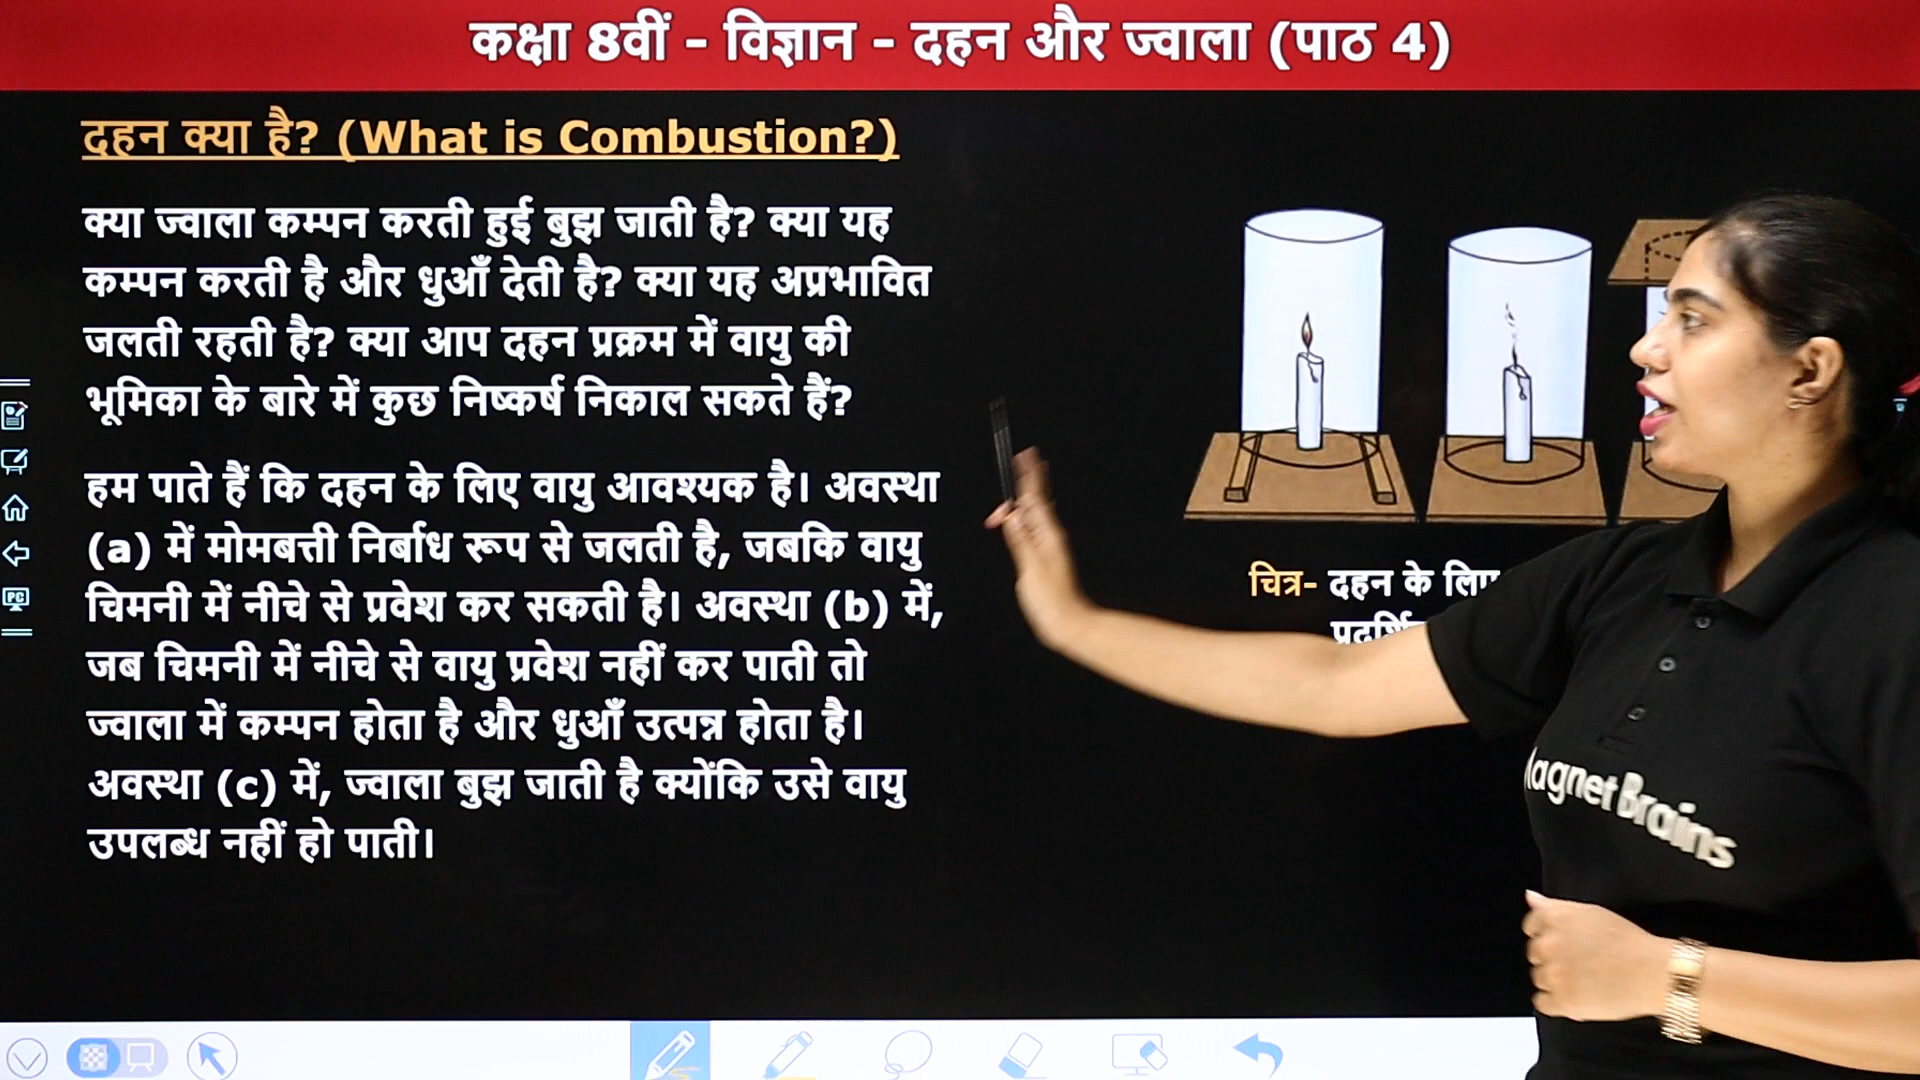 कक्षा 8वीं - विज्ञान - दहन और ज्वाला (पाठ 4)
दहन क्या है? (What is Combustion?)
क्या ज्वाला कम्पन करती हुई बुझ जाती है? क्या यह
कम्पन करती है और धुआँ देती है? क्या यह अप्रभावित
जलती रहती है? क्या आप दहन प्रक्रम में वायु की
भूमिका के बारे में कुछ निष्कर्ष निकाल सकते हैं?
हम पाते हैं कि दहन के लिए वायु आवश्यक है। अवस्था
(a) में मोमबत्ती निर्बाध रूप से जलती है, जबकि वायु
चिमनी में नीचे से प्रवेश कर सकती है। अवस्था (b) में,
जब चिमनी में नीचे से वायु प्रवेश नहीं कर पाती तो
ज्वाला में कम्पन होता है और धुआँ उत्पन्न होता है।
अवस्था (c) में, ज्वाला बुझ जाती है क्योंकि उसे वायु
उपलब्ध नहीं हो पाती।
चित्र- दहन के लिए
PC
Brains